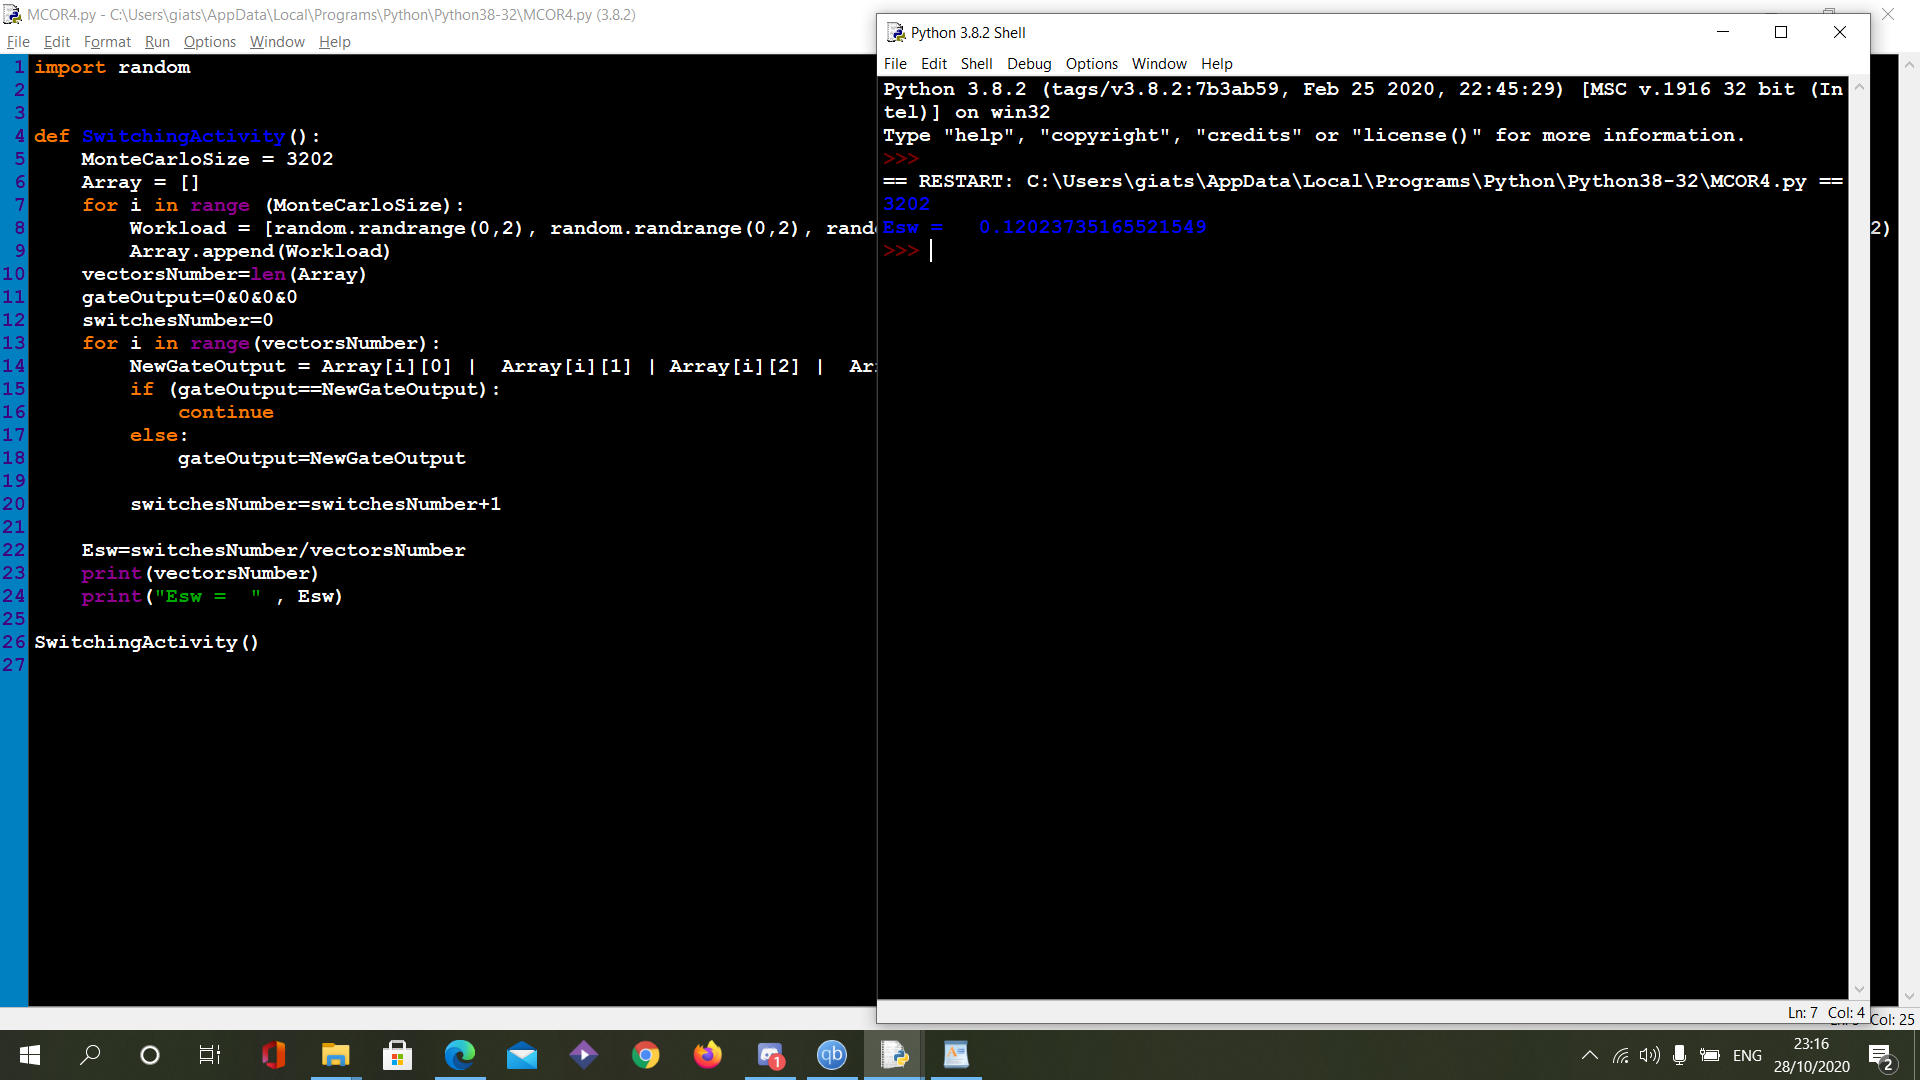 MCOR4.py - C:\Users\giats\AppData\Local\Programs\Python\Python38-32\MCOR4.py (3.8.2)
File Edit Format Run Options Window Help
1 import random
2
3
4 def SwitchingActivity():
5     MonteCarloSize = 3202
6     Array = []
7     for i in range (MonteCarloSize):
8         Workload = [random.randrange(0,2), random.randrange(0,2), rand
2)
9         Array.append(Workload)
10     vectorsNumber=len(Array)
11     gateOutput=0&0&0&0
12     switchesNumber=0
13     for i in range(vectorsNumber):
14         NewGateOutput = Array[i][0] |  Array[i][1] | Array[i][2] |  Ar
15         if (gateOutput==NewGateOutput):
16             continue
17         else:
18             gateOutput=NewGateOutput
19
20         switchesNumber=switchesNumber+1
21
22     Esw=switchesNumber/vectorsNumber
23     print(vectorsNumber)
24     print("Esw =  " , Esw)
25
26 SwitchingActivity()
27
Python 3.8.2 Shell
File Edit Shell Debug Options Window Help
Python 3.8.2 (tags/v3.8.2:7b3ab59, Feb 25 2020, 22:45:29) [MSC v.1916 32 bit (In
tel)] on win32
Type "help", "copyright", "credits" or "license()" for more information.
>>>
== RESTART: C:\Users\giats\AppData\Local\Programs\Python\Python38-32\MCOR4.py ==
3202
Esw =   0.12023735165521549
>>>
Ln: 7 Col: 4
Col: 25
qb
1
ENG
23:16
28/10/2020
2